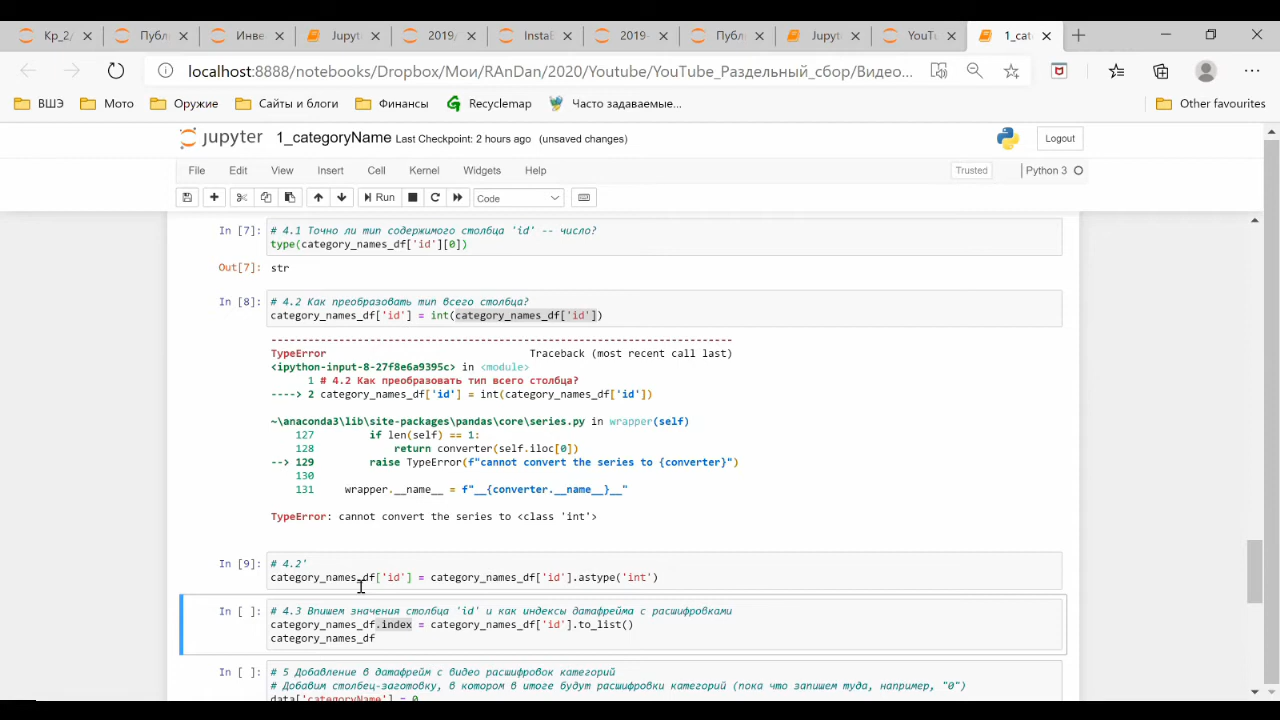 Кр_2/
Публ
Инве
Jupyt
2019/
InstaE
2019-
Публ
Jupyt
YouTu
1_cate
localhost:8888/notebooks/Dropbox/Мои/RAnDan/2020/Youtube/YouTube_Раздельный_сбор/Видео...
ВШЭ
Мото
Оружие
Сайты и блоги
Финансы
Recyclemap
Часто задаваемые...
Other favourites
jupyter 1_categoryName Last Checkpoint: 2 hours ago (unsaved changes)
Logout
File Edit View Insert Cell Kernel Widgets Help
Trusted
Python 3
Run
Code
In [7]: # 4.1 Точно ли тип содержимого столбца 'id' -- число?
type(category_names_df['id'][0])
Out[7]: str
In [8]: # 4.2 Как преобразовать тип всего столбца?
category_names_df['id'] = int(category_names_df['id'])
---------------------------------------------------------------------------
TypeError Traceback (most recent call last)
<ipython-input-8-27f8e6a9395c> in <module>
1 # 4.2 Как преобразовать тип всего столбца?
----> 2 category_names_df['id'] = int(category_names_df['id'])
~\anaconda3\lib\site-packages\pandas\core\series.py in wrapper(self)
127 if len(self) == 1:
128 return converter(self.iloc[0])
--> 129 raise TypeError(f"cannot convert the series to {converter}")
130
131 wrapper.__name__ = f"__{converter.__name__}__"
TypeError: cannot convert the series to <class 'int'>
In [9]: # 4.2'
category_names_df['id'] = category_names_df['id'].astype('int')
In [ ]: # 4.3 Впишем значения столбца 'id' и как индексы датафрейма с расшифровками
category_names_df.index = category_names_df['id'].to_list()
category_names_df
In [ ]: # 5 Добавление в датафрейм с видео расшифровок категорий
# Добавим столбец-заготовку, в котором в итоге будут расшифровки категорий (пока что запишем туда, например, "0")
data['categoryName'] = 0